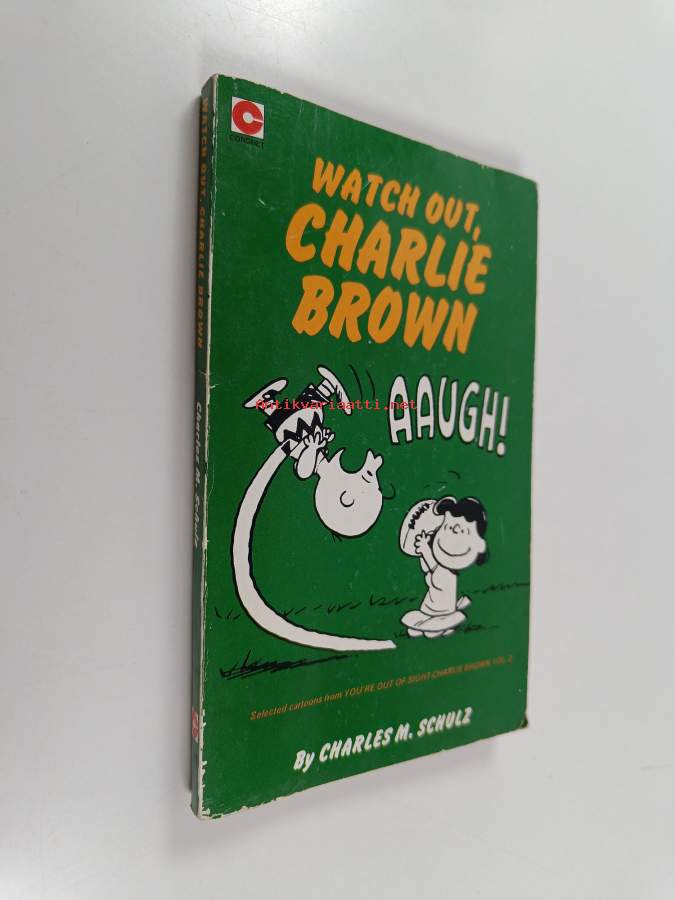 CORONET
WATCH OUT,
CHARLIE
BROWN
AAUGH!
Antikvariaatti.net
Selected cartoons from YOU'RE OUT OF SIGHT CHARLIE BROWN VOL 2
By CHARLES M. SCHULZ
WATCH OUT, CHARLIE BROWN
Charles M. Schulz